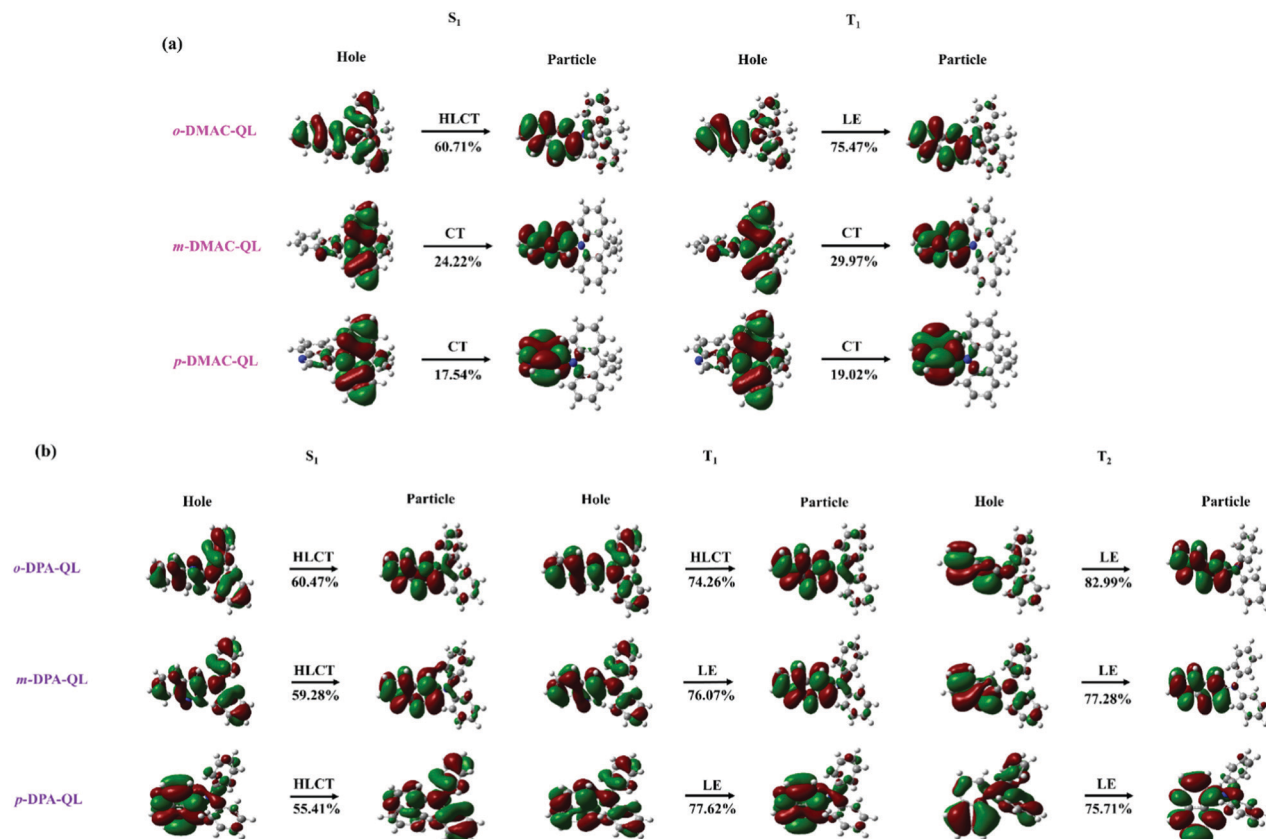 (a)
S₁
T₁
Hole
Particle
Hole
Particle
o-DMAC-QL
HLCT
60.71%
LE
75.47%
m-DMAC-QL
CT
24.22%
CT
29.97%
p-DMAC-QL
CT
17.54%
CT
19.02%
(b)
S₁
T₁
T₂
Hole
Particle
Hole
Particle
Hole
Particle
o-DPA-QL
HLCT
60.47%
HLCT
74.26%
LE
82.99%
m-DPA-QL
HLCT
59.28%
LE
76.07%
LE
77.28%
p-DPA-QL
HLCT
55.41%
LE
77.62%
LE
75.71%